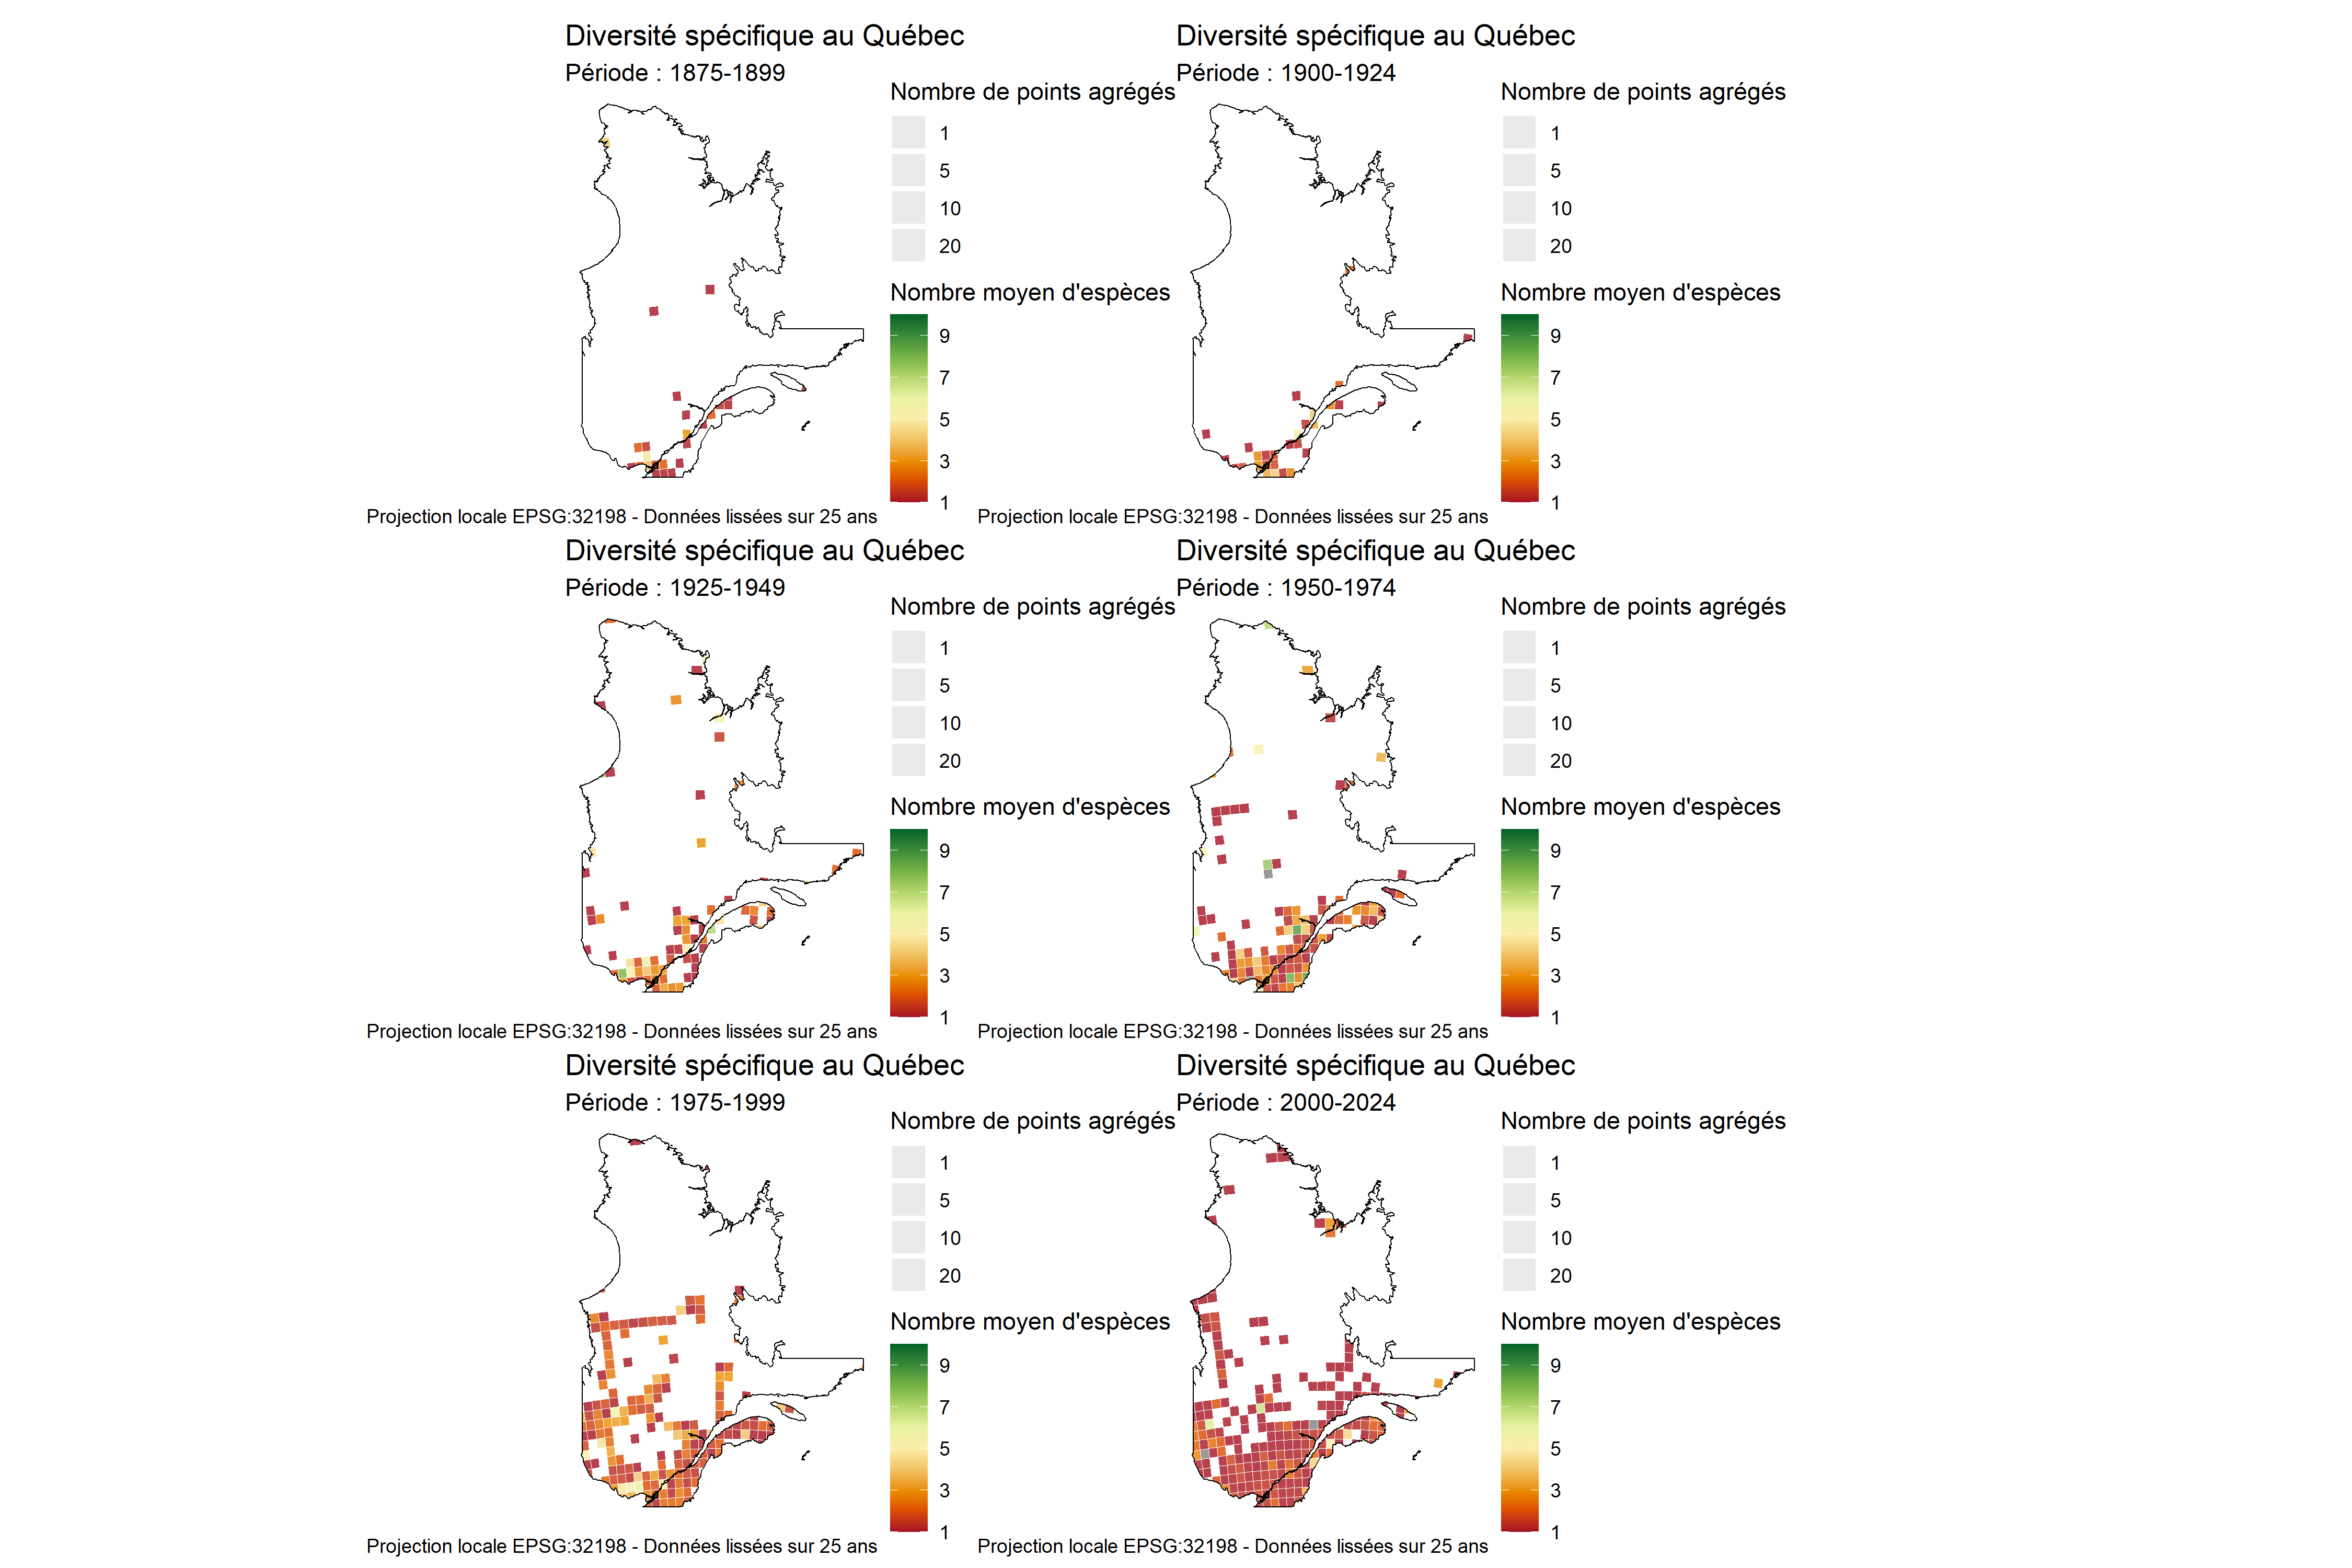 Diversité spécifique au Québec
Période : 1875-1899
Nombre de points agrégés
1
5
10
20
Nombre moyen d'espèces
9
7
5
3
1
Projection locale EPSG:32198 - Données lissées sur 25 ans
Diversité spécifique au Québec
Période : 1900-1924
Nombre de points agrégés
1
5
10
20
Nombre moyen d'espèces
9
7
5
3
1
Projection locale EPSG:32198 - Données lissées sur 25 ans
Diversité spécifique au Québec
Période : 1925-1949
Nombre de points agrégés
1
5
10
20
Nombre moyen d'espèces
9
7
5
3
1
Projection locale EPSG:32198 - Données lissées sur 25 ans
Diversité spécifique au Québec
Période : 1950-1974
Nombre de points agrégés
1
5
10
20
Nombre moyen d'espèces
9
7
5
3
1
Projection locale EPSG:32198 - Données lissées sur 25 ans
Diversité spécifique au Québec
Période : 1975-1999
Nombre de points agrégés
1
5
10
20
Nombre moyen d'espèces
9
7
5
3
1
Projection locale EPSG:32198 - Données lissées sur 25 ans
Diversité spécifique au Québec
Période : 2000-2024
Nombre de points agrégés
1
5
10
20
Nombre moyen d'espèces
9
7
5
3
1
Projection locale EPSG:32198 - Données lissées sur 25 ans